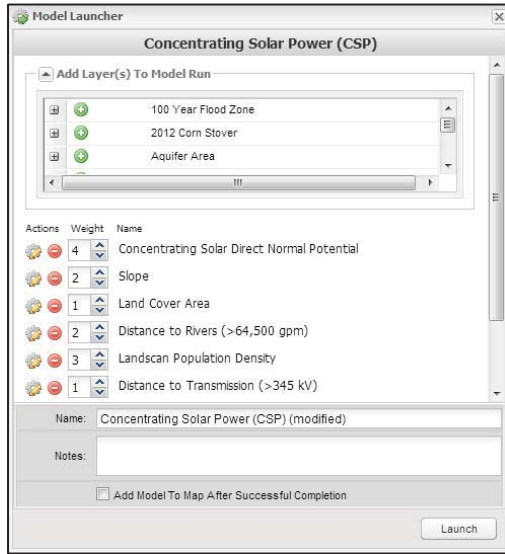 Model Launcher
Concentrating Solar Power (CSP)
Add Layer(s) To Model Run
100 Year Flood Zone
2012 Corn Stover
Aquifer Area
Actions Weight Name
4 Concentrating Solar Direct Normal Potential
2 Slope
1 Land Cover Area
2 Distance to Rivers (>64,500 gpm)
3 Landscan Population Density
1 Distance to Transmission (>345 kV)
Name: Concentrating Solar Power (CSP) (modified)
Notes:
Add Model To Map After Successful Completion
Launch